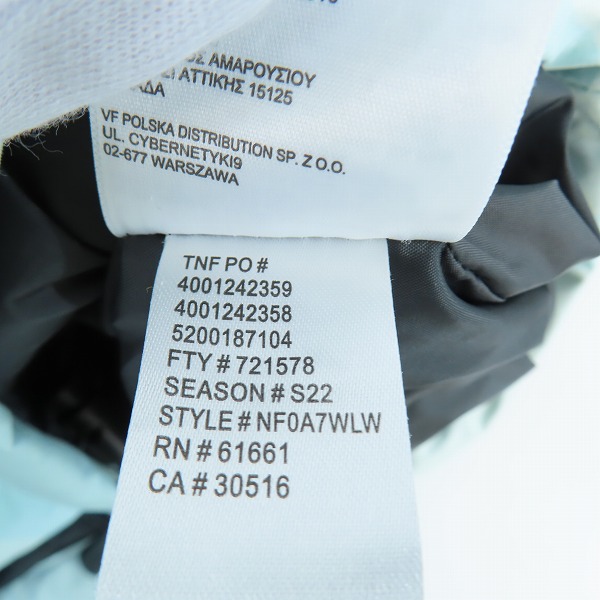 ΑΜΑΡΟΥΣΙΟΥ
ΑΤΤΙΚΗΣ 15125
VF POLSKA DISTRIBUTION SP. Z O.O.
UL. CYBERNETYKI9
02-677 WARSZAWA
TNF PO #
4001242359
4001242358
5200187104
FTY # 721578
SEASON # S22
STYLE # NF0A7WLW
RN # 61661
CA # 30516